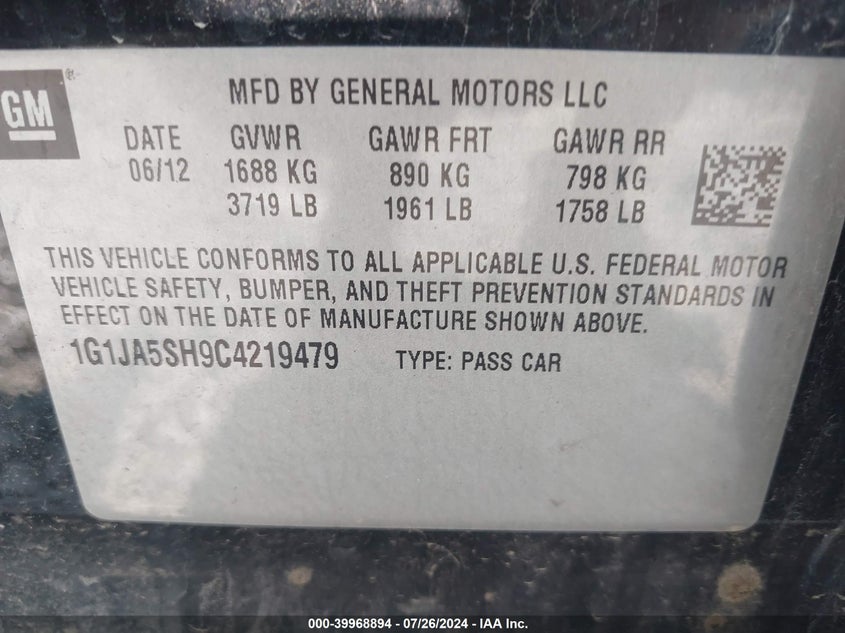 GM®
MFD BY GENERAL MOTORS LLC
DATE GVWR GAWR FRT GAWR RR
06/12 1688 KG 890 KG 798 KG
3719 LB 1961 LB 1758 LB
THIS VEHICLE CONFORMS TO ALL APPLICABLE U.S. FEDERAL MOTOR
VEHICLE SAFETY, BUMPER, AND THEFT PREVENTION STANDARDS IN
EFFECT ON THE DATE OF MANUFACTURE SHOWN ABOVE.
1G1JA5SH9C4219479 TYPE: PASS CAR
000-39968894 - 07/26/2024 - IAA Inc.